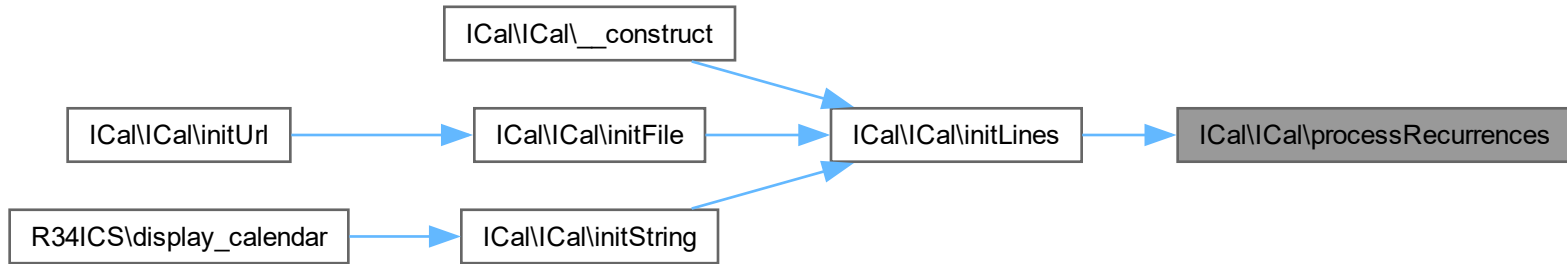 ICal\ICal\__construct
ICal\ICal\initUrl
ICal\ICal\initFile
ICal\ICal\initLines
ICal\ICal\processRecurrences
R34ICS\display_calendar
ICal\ICal\initString